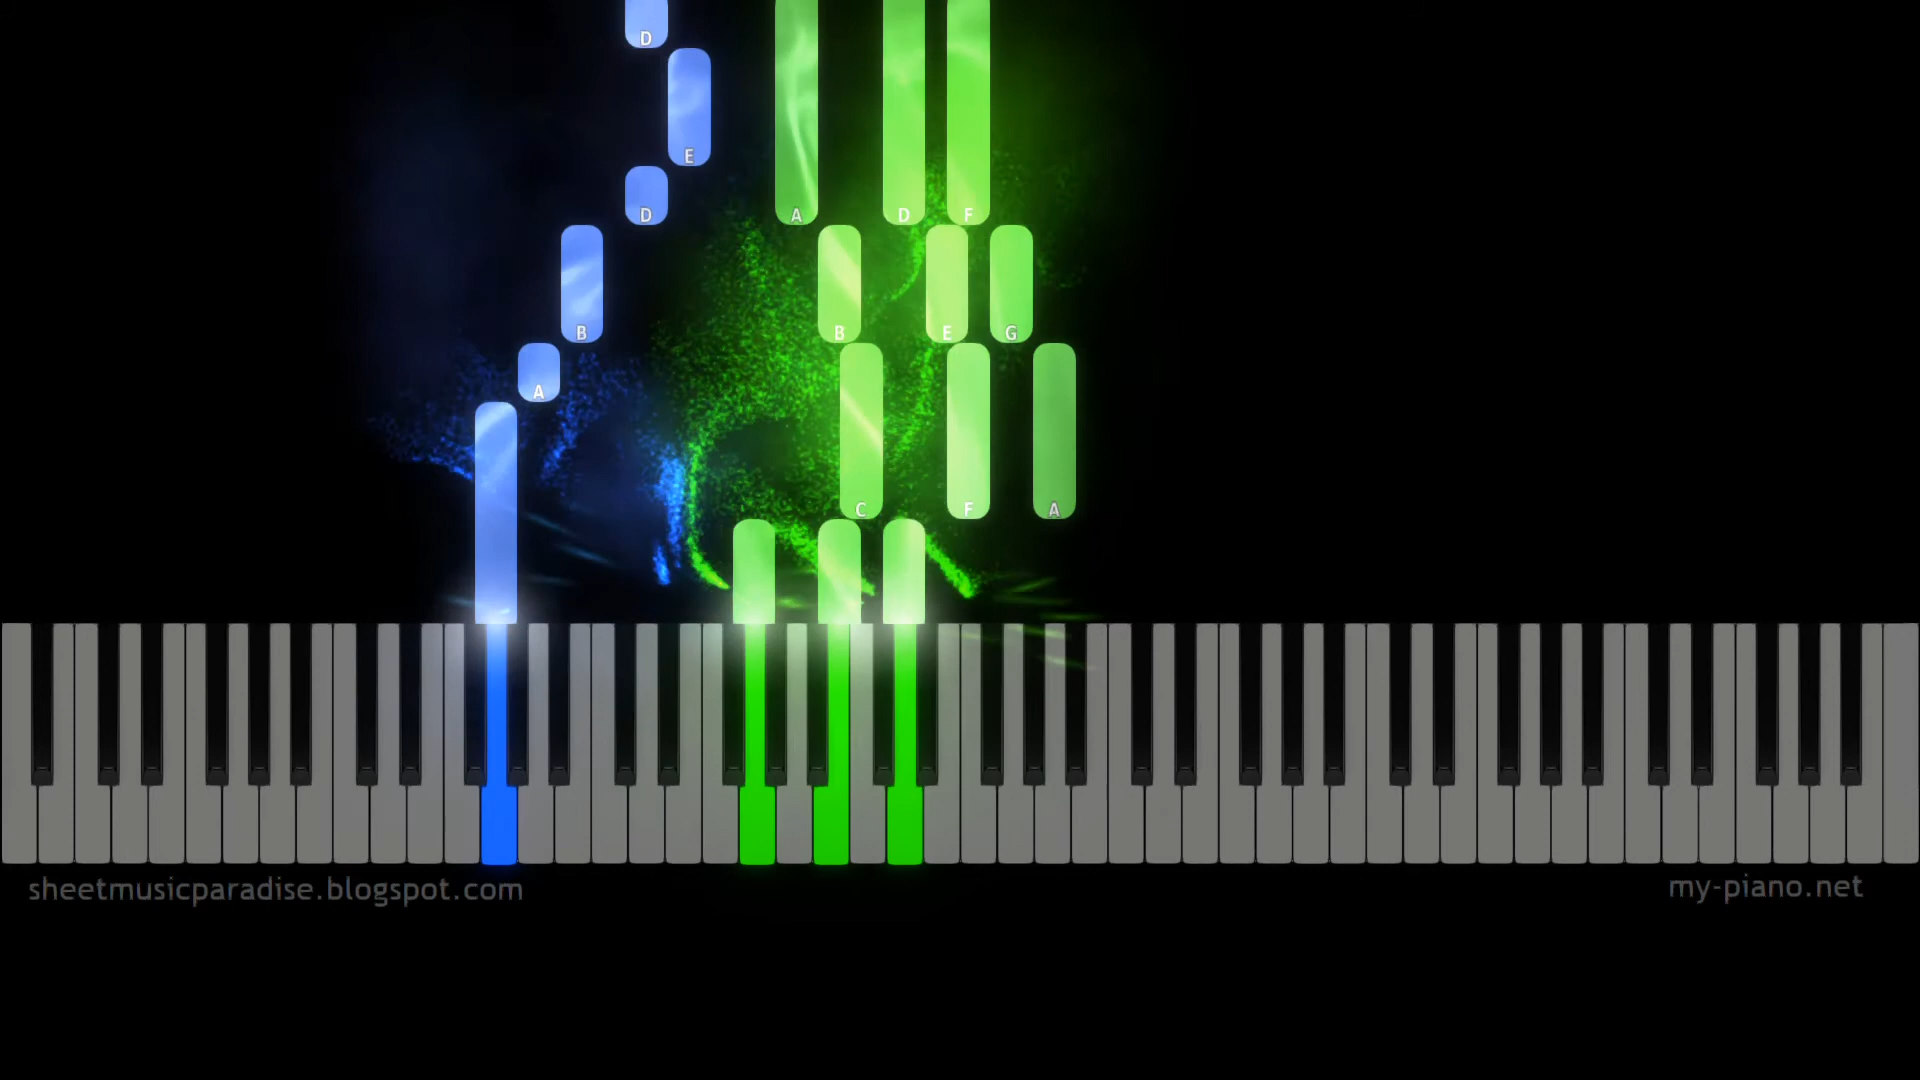 D
E
D A D F
B B E G
A
C F A
sheetmusicparadise.blogspot.com my-piano.net